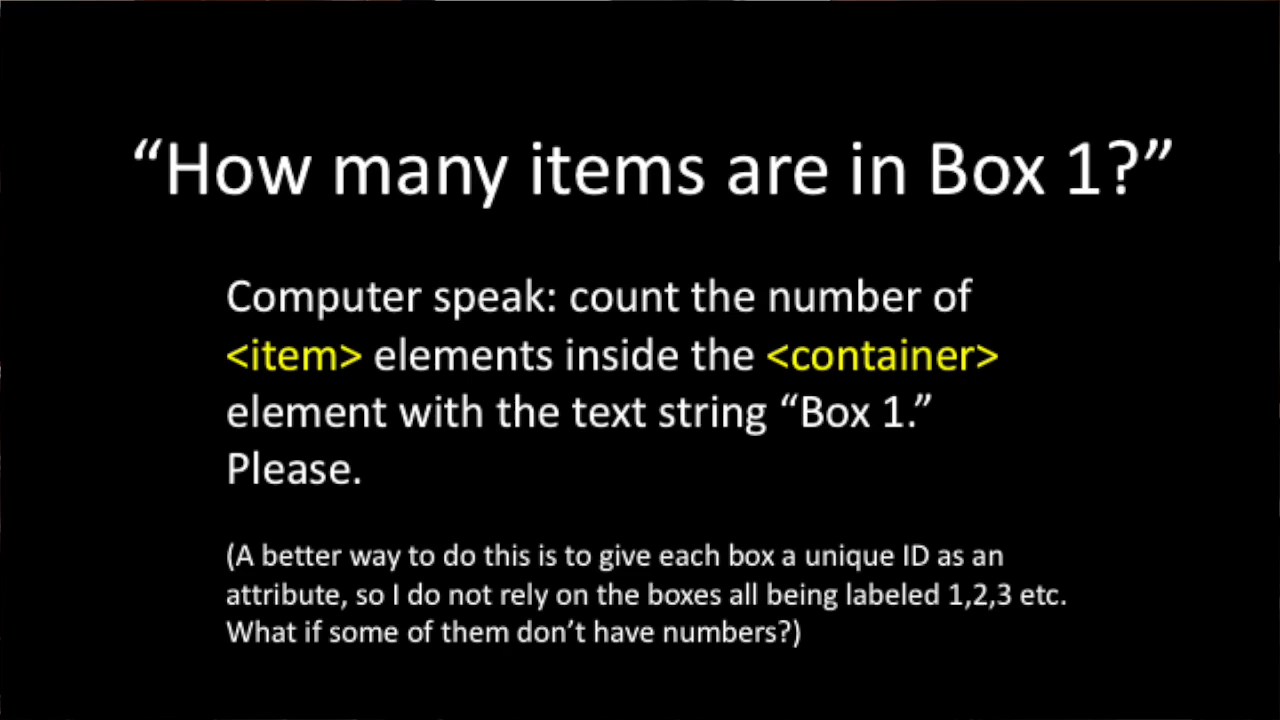 “How many items are in Box 1?”
Computer speak: count the number of
<item> elements inside the <container>
element with the text string “Box 1.”
Please.
(A better way to do this is to give each box a unique ID as an
attribute, so I do not rely on the boxes all being labeled 1,2,3 etc.
What if some of them don’t have numbers?)